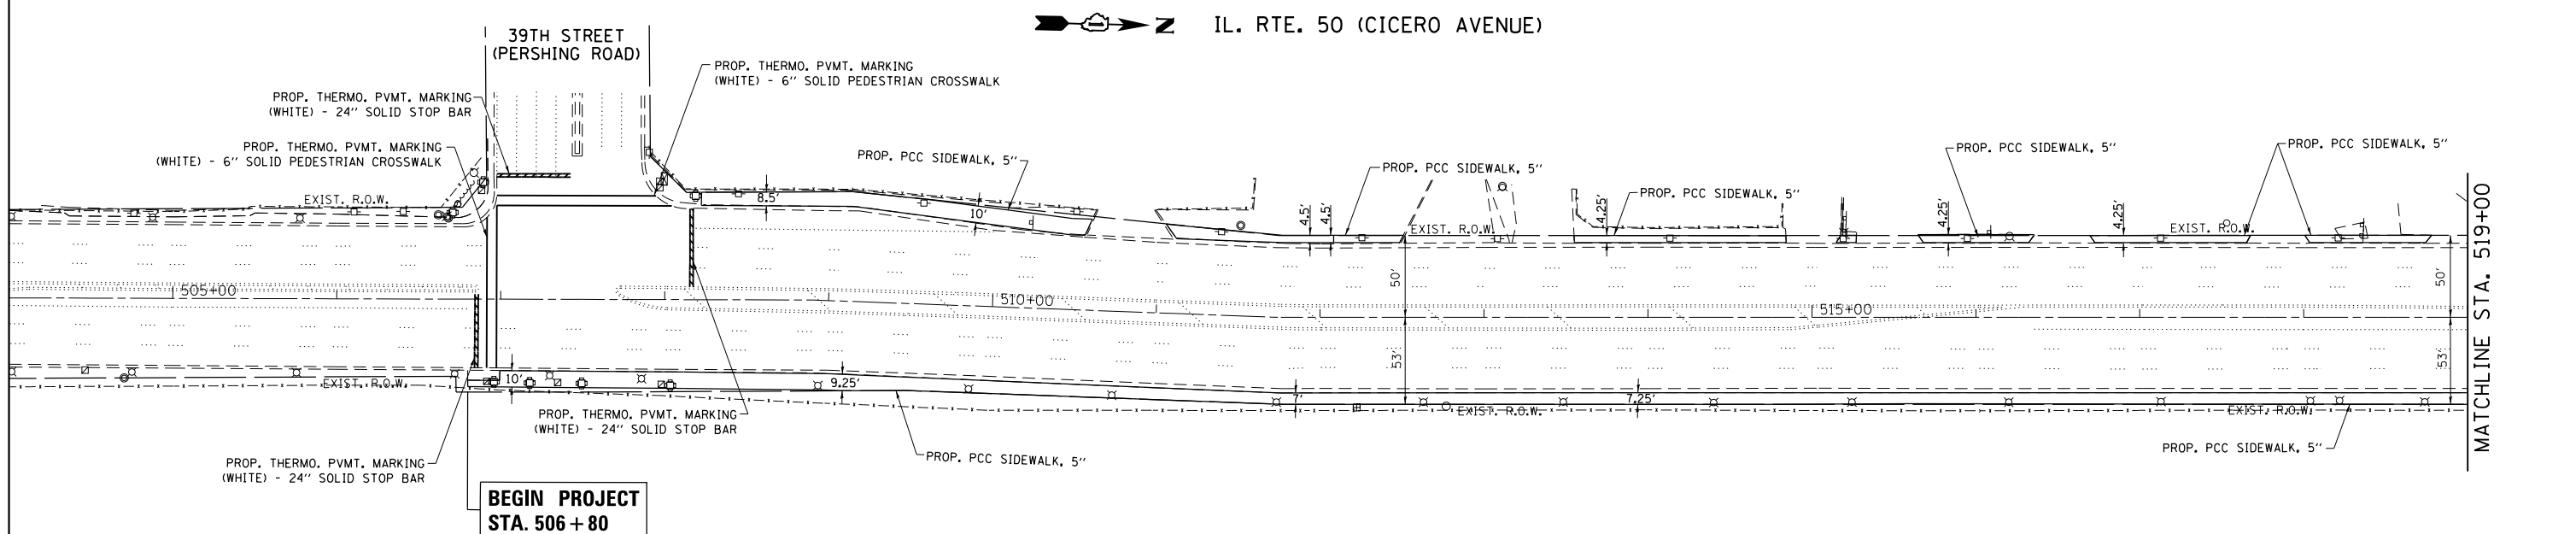 N IL. RTE. 50 (CICERO AVENUE)
39TH STREET
(PERSHING ROAD)
PROP. THERMO. PVMT. MARKING
(WHITE) - 6" SOLID PEDESTRIAN CROSSWALK
PROP. THERMO. PVMT. MARKING
(WHITE) - 24" SOLID STOP BAR
PROP. THERMO. PVMT. MARKING
(WHITE) - 6" SOLID PEDESTRIAN CROSSWALK
PROP. PCC SIDEWALK, 5"
PROP. PCC SIDEWALK, 5"
PROP. PCC SIDEWALK, 5"
PROP. PCC SIDEWALK, 5"
PROP. PCC SIDEWALK, 5"
EXIST. R.O.W.
8.5'
10'
4.5'
4.5'
EXIST. R.O.W.
4.25'
4.25'
4.25'
EXIST. R.O.W.
505+00
510+00
515+00
50'
53'
50'
53'
MATCHLINE STA. 519+00
EXIST. R.O.W.
10'
9.25'
7'
EXIST. R.O.W.
7.25'
EXIST. R.O.W.
PROP. THERMO. PVMT. MARKING
(WHITE) - 24" SOLID STOP BAR
PROP. PCC SIDEWALK, 5"
PROP. PCC SIDEWALK, 5"
PROP. THERMO. PVMT. MARKING
(WHITE) - 24" SOLID STOP BAR
BEGIN PROJECT
STA. 506+80